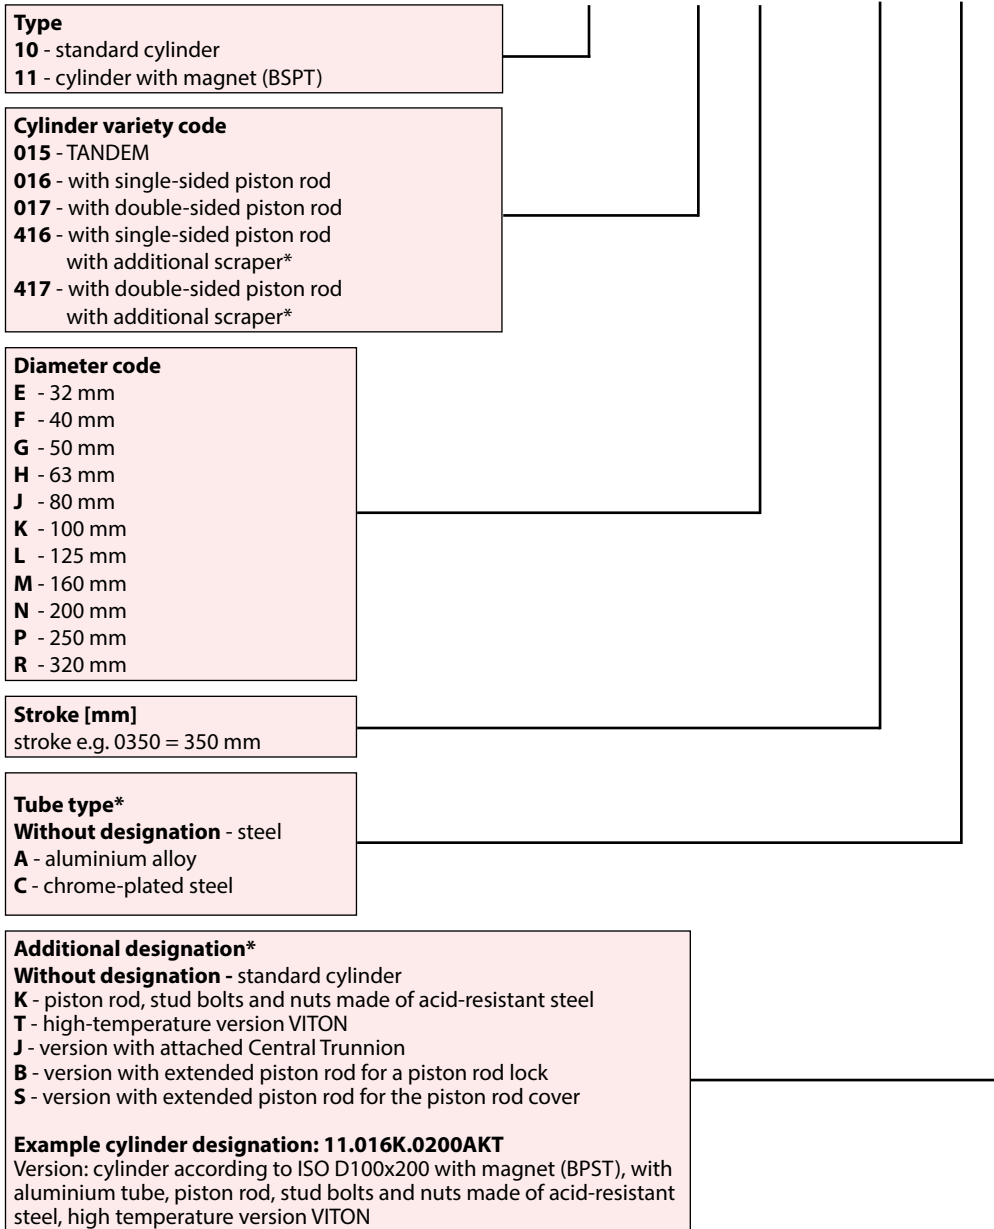 Type
10 - standard cylinder
11 - cylinder with magnet (BSPT)
Cylinder variety code
015 - TANDEM
016 - with single-sided piston rod
017 - with double-sided piston rod
416 - with single-sided piston rod
with additional scraper*
417 - with double-sided piston rod
with additional scraper*
Diameter code
E - 32 mm
F - 40 mm
G - 50 mm
H - 63 mm
J - 80 mm
K - 100 mm
L - 125 mm
M - 160 mm
N - 200 mm
P - 250 mm
R - 320 mm
Stroke [mm]
stroke e.g. 0350 = 350 mm
Tube type*
Without designation - steel
A - aluminium alloy
C - chrome-plated steel
Additional designation*
Without designation - standard cylinder
K - piston rod, stud bolts and nuts made of acid-resistant steel
T - high-temperature version VITON
J - version with attached Central Trunnion
B - version with extended piston rod for a piston rod lock
S - version with extended piston rod for the piston rod cover
Example cylinder designation: 11.016K.0200AKT
Version: cylinder according to ISO D100x200 with magnet (BPST), with
aluminium tube, piston rod, stud bolts and nuts made of acid-resistant
steel, high temperature version VITON